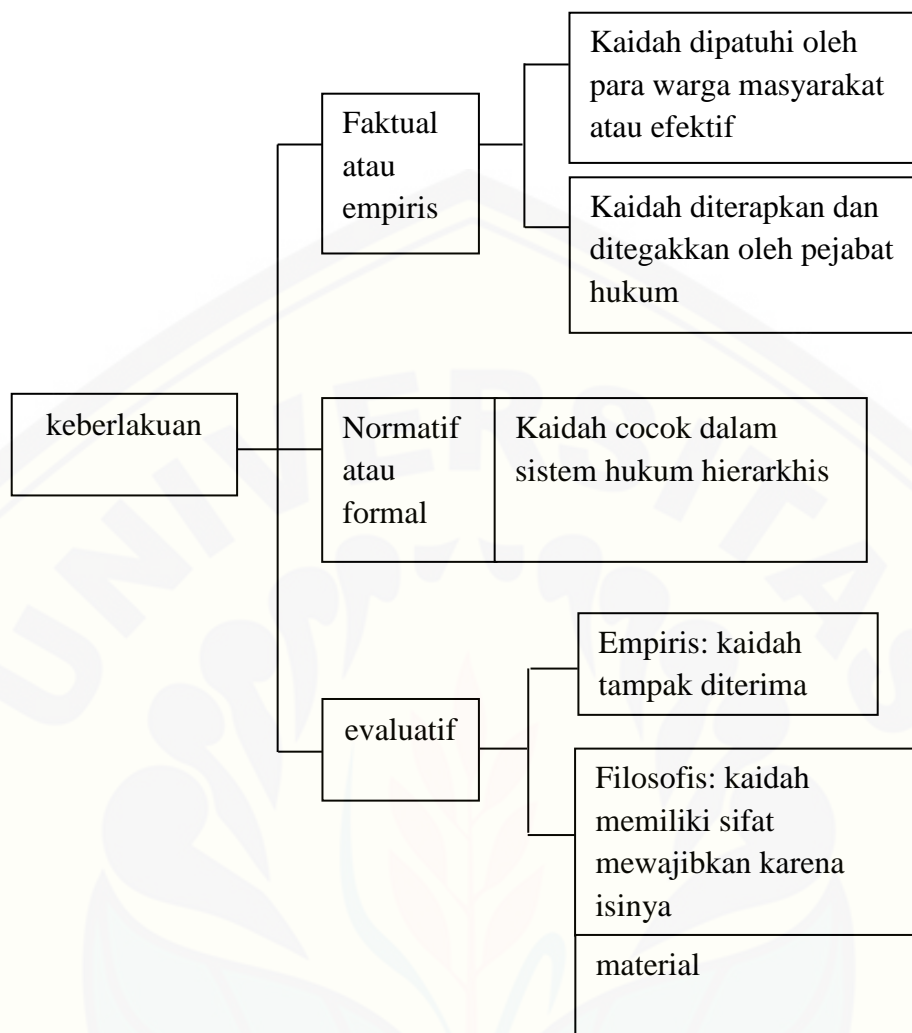 Kaidah dipatuhi oleh
para warga masyarakat
atau efektif
Faktual
atau
empiris
Kaidah diterapkan dan
ditegakkan oleh pejabat
hukum
keberlakuan
Normatif
atau
formal
Kaidah cocok dalam
sistem hukum hierarkhis
Empiris: kaidah
tampak diterima
evaluatif
Filosofis: kaidah
memiliki sifat
mewajibkan karena
isinya
material
UNIVERSITAS